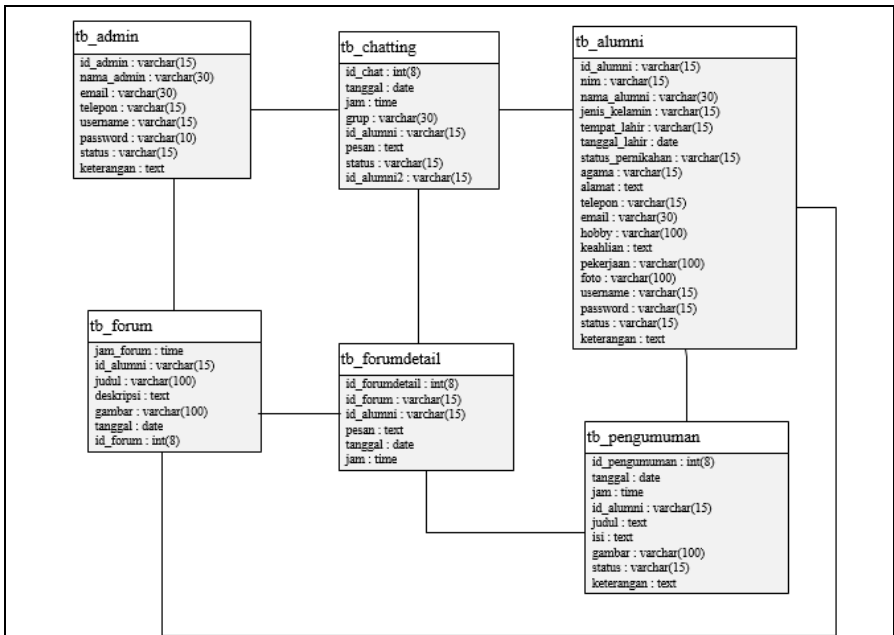 tb_admin
id_admin : varchar(15)
nama_admin : varchar(30)
email : varchar(30)
telepon : varchar(15)
username : varchar(15)
password : varchar(10)
status : varchar(15)
keterangan : text
tb_chatting
id_chat : int(8)
tanggal : date
jam : time
grup : varchar(30)
id_alumni : varchar(15)
pesan : text
status : varchar(15)
id_alumni2 : varchar(15)
tb_alumni
id_alumni : varchar(15)
nim : varchar(15)
nama_alumni : varchar(30)
jenis_kelamin : varchar(15)
tempat_lahir : varchar(15)
tanggal_lahir : date
status_pernikahan : varchar(15)
agama : varchar(15)
alamat : text
telepon : varchar(15)
email : varchar(30)
hobby : varchar(100)
keahlian : text
pekerjaan : varchar(100)
foto : varchar(100)
username : varchar(15)
password : varchar(15)
status : varchar(15)
keterangan : text
tb_forum
jam_forum : time
id_alumni : varchar(15)
judul : varchar(100)
deskripsi : text
gambar : varchar(100)
tanggal : date
id_forum : int(8)
tb_forumdetail
id_forumdetail : int(8)
id_forum : varchar(15)
id_alumni : varchar(15)
pesan : text
tanggal : date
jam : time
tb_pengumuman
id_pengumuman : int(8)
tanggal : date
jam : time
id_alumni : varchar(15)
judul : text
isi : text
gambar : varchar(100)
status : varchar(15)
keterangan : text